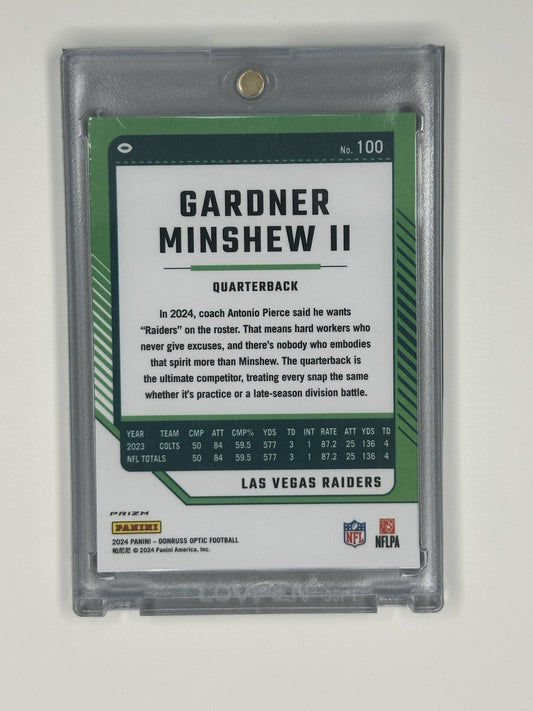 No. 100
GARDNER
MINSHEW II
QUARTERBACK
In 2024, coach Antonio Pierce said he wants
“Raiders” on the roster. That means hard workers who
never give excuses, and there's nobody who embodies
that spirit more than Minshew. The quarterback is
the ultimate competitor, treating every snap the same
whether it's practice or a late-season division battle.
YEAR TEAM CMP ATT CMP% YDS TD INT RATE ATT YDS TD
2023 COLTS 50 84 59.5 577 3 1 87.2 25 136 4
NFL TOTALS 50 84 59.5 577 3 1 87.2 25 136 4
LAS VEGAS RAIDERS
PRIZM
PANINI
2024 PANINI – DONRUSS OPTIC FOOTBALL
帕尼尼 © 2024 Panini America, Inc.
NFL
NFLPA